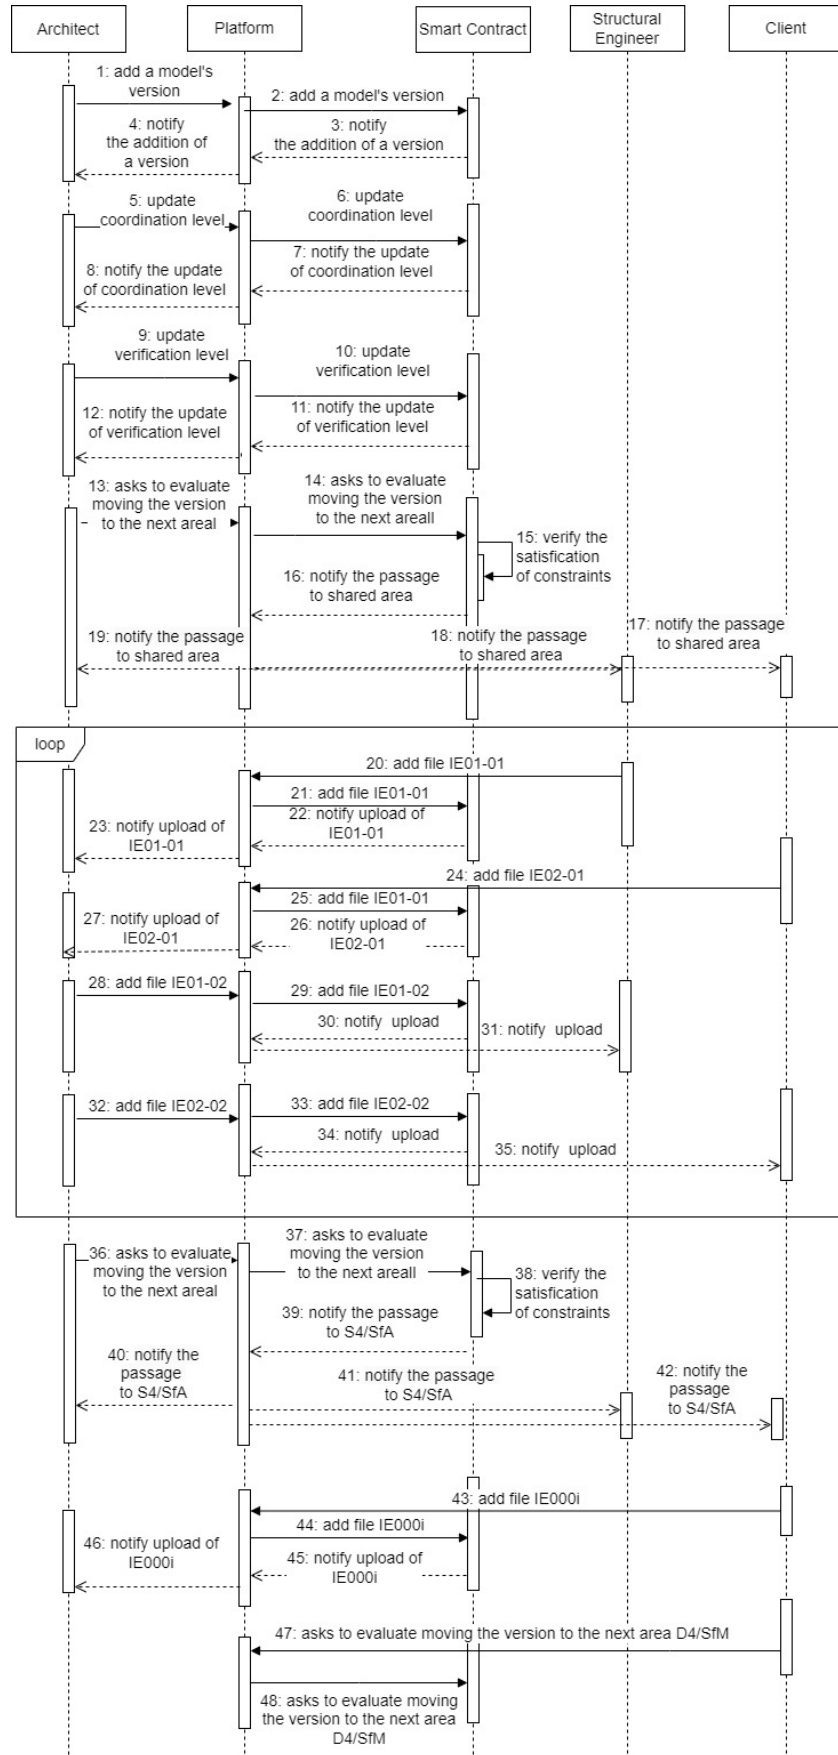 Architect
Platform
Smart Contract
Structural
Engineer
Client
1: add a model's
version
2: add a model's version
4: notify
the addition of
a version
3: notify
the addition of a version
5: update
coordination level
6: update
coordination level
8: notify the update
of coordination level
7: notify the update
of coordination level
9: update
verification level
10: update
verification level
12: notify the update
of verification level
11: notify the update
of verification level
13: asks to evaluate
moving the version
to the next areal
14: asks to evaluate
moving the version
to the next areall
15: verify the
satisfication
of constraints
16: notify the passage
to shared area
19: notify the passage
to shared area
18: notify the passage
to shared area
17: notify the passage
to shared area
loop
20: add file IE01-01
21: add file IE01-01
22: notify upload of
IE01-01
23: notify upload of
IE01-01
24: add file IE02-01
25: add file IE01-01
27: notify upload of
IE02-01
26: notify upload of
IE02-01
28: add file IE01-02
29: add file IE01-02
30: notify  upload
31: notify  upload
32: add file IE02-02
33: add file IE02-02
34: notify  upload
35: notify  upload
36: asks to evaluate
moving the version
to the next areal
37: asks to evaluate
moving the version
to the next areall
38: verify the
satisfication
of constraints
39: notify the passage
to S4/SfA
40: notify the
passage
to S4/SfA
41: notify the passage
to S4/SfA
42: notify the
passage
to S4/SfA
43: add file IE000i
44: add file IE000i
46: notify upload of
IE000i
45: notify upload of
IE000i
47: asks to evaluate moving the version to the next area D4/SfM
48: asks to evaluate moving
the version to the next area
D4/SfM